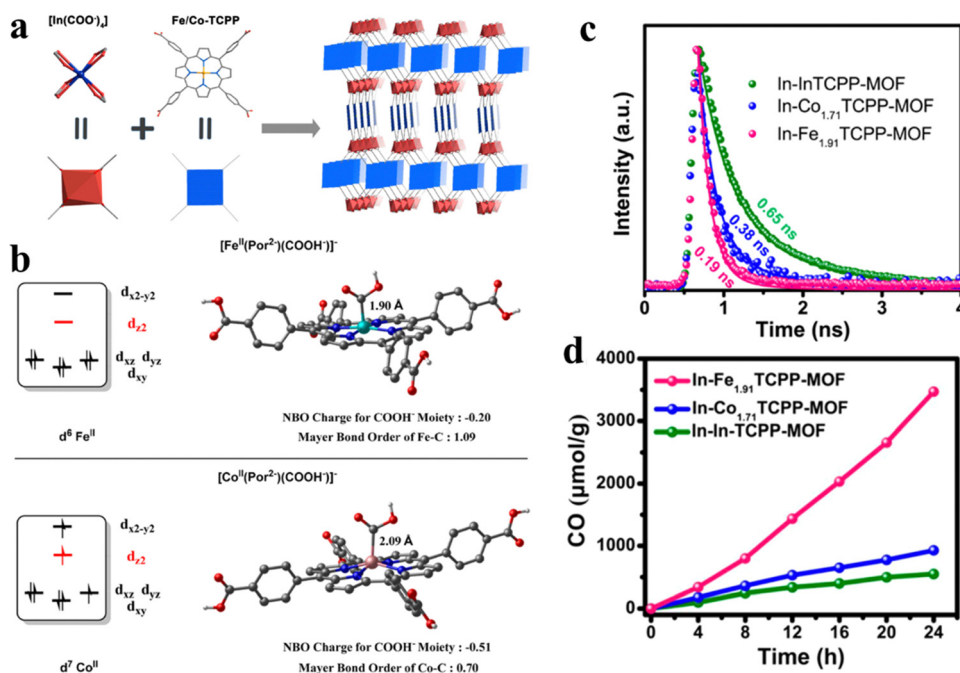 a
[In(COO⁻)₄]
Fe/Co-TCPP
=
+
=
b
[Feᴵᴵ(Por²⁻)(COOH⁻)]⁻
dx2-y2
dz2
dxz dyz
dxy
d⁶ Feᴵᴵ
1.90 Å
NBO Charge for COOH⁻ Moiety : -0.20
Mayer Bond Order of Fe-C : 1.09
[Coᴵᴵ(Por²⁻)(COOH⁻)]⁻
dx2-y2
dz2
dxz dyz
dxy
d⁷ Coᴵᴵ
2.09 Å
NBO Charge for COOH⁻ Moiety : -0.51
Mayer Bond Order of Co-C : 0.70
c
Intensity (a.u.)
In-InTCPP-MOF
In-Co₁.₇₁TCPP-MOF
In-Fe₁.₉₁TCPP-MOF
0.65 ns
0.38 ns
0.19 ns
0 1 2 3 4
Time (ns)
d
CO (μmol/g)
4000
3000
2000
1000
0
In-Fe₁.₉₁TCPP-MOF
In-Co₁.₇₁TCPP-MOF
In-In-TCPP-MOF
0 4 8 12 16 20 24
Time (h)